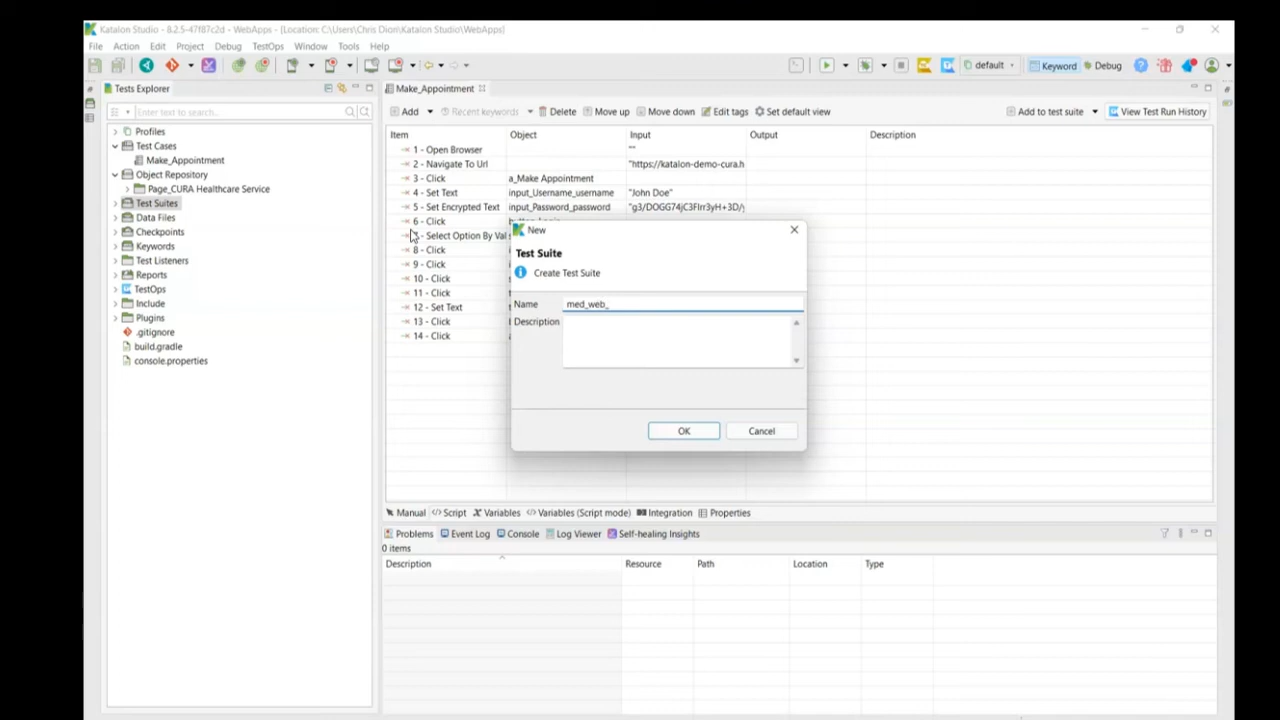 Katalon Studio - 8.2.5-47f87c2d - WebApps - [Location: C:\Users\Chris Dion\Katalon Studio\WebApps]
File Action Edit Project Debug TestOps Window Tools Help
default Keyword Debug
Tests Explorer
Make_Appointment
Enter text to search...
Add Recent keywords Delete Move up Move down Edit tags Set default view Add to test suite View Test Run History
Item Object Input Output Description
Profiles
Test Cases
Make_Appointment
Object Repository
Page_CURA Healthcare Service
Test Suites
Data Files
Checkpoints
Keywords
Test Listeners
Reports
TestOps
Include
Plugins
.gitignore
build.gradle
console.properties
1 - Open Browser ""
2 - Navigate To Url "https://katalon-demo-cura.h
3 - Click a_Make Appointment
4 - Set Text input_Username_username "John Doe"
5 - Set Encrypted Text input_Password_password
6 - Click
- Select Option By Val
8 - Click
9 - Click
10 - Click
11 - Click
12 - Set Text
13 - Click
14 - Click
New
Test Suite
Create Test Suite
Name med_web_
Description
OK Cancel
Manual Script Variables Variables (Script mode) Integration Properties
Problems Event Log Console Log Viewer Self-healing Insights
0 items
Description Resource Path Location Type